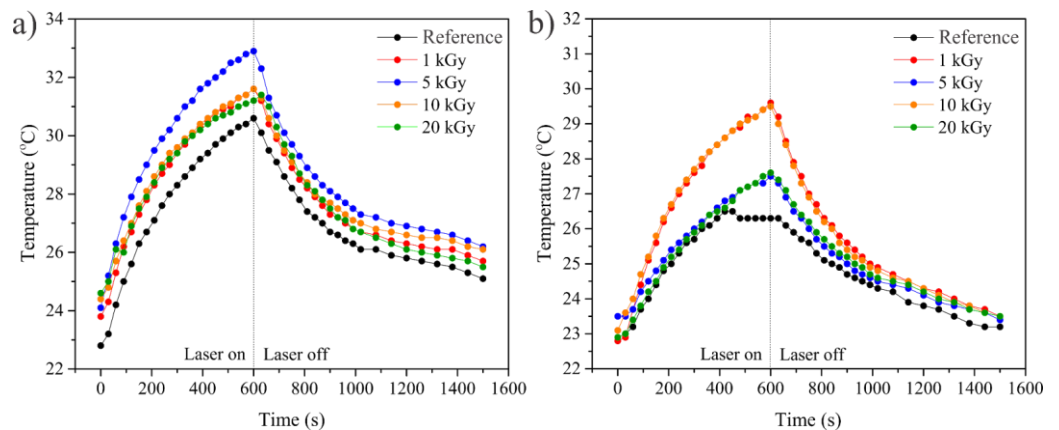 a)
34
32
30
28
26
24
22
Temperature (°C)
0 200 400 600 800 1000 1200 1400 1600
Time (s)
Reference
1 kGy
5 kGy
10 kGy
20 kGy
Laser on
Laser off
b)
32
31
30
29
28
27
26
25
24
23
22
Temperature (°C)
0 200 400 600 800 1000 1200 1400 1600
Time (s)
Reference
1 kGy
5 kGy
10 kGy
20 kGy
Laser on
Laser off